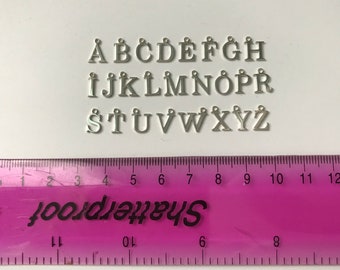 ABCDEFGH
IJKLMNOPR
STUVWXYZ
0 1 2 3 4 5 6 7 8 9 10 11 12
Shatterproof
11 10 9 8